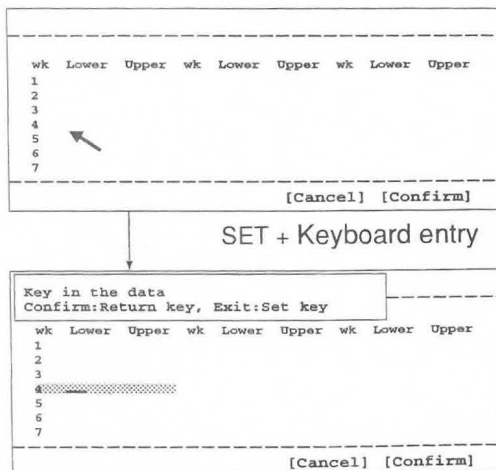 wk Lower Upper wk Lower Upper wk Lower Upper
1
2
3
4
5
6
7
[Cancel] [Confirm]
SET + Keyboard entry
Key in the data
Confirm:Return key, Exit:Set key
wk Lower Upper wk Lower Upper wk Lower Upper
1
2
3
4
5
6
7
[Cancel] [Confirm]